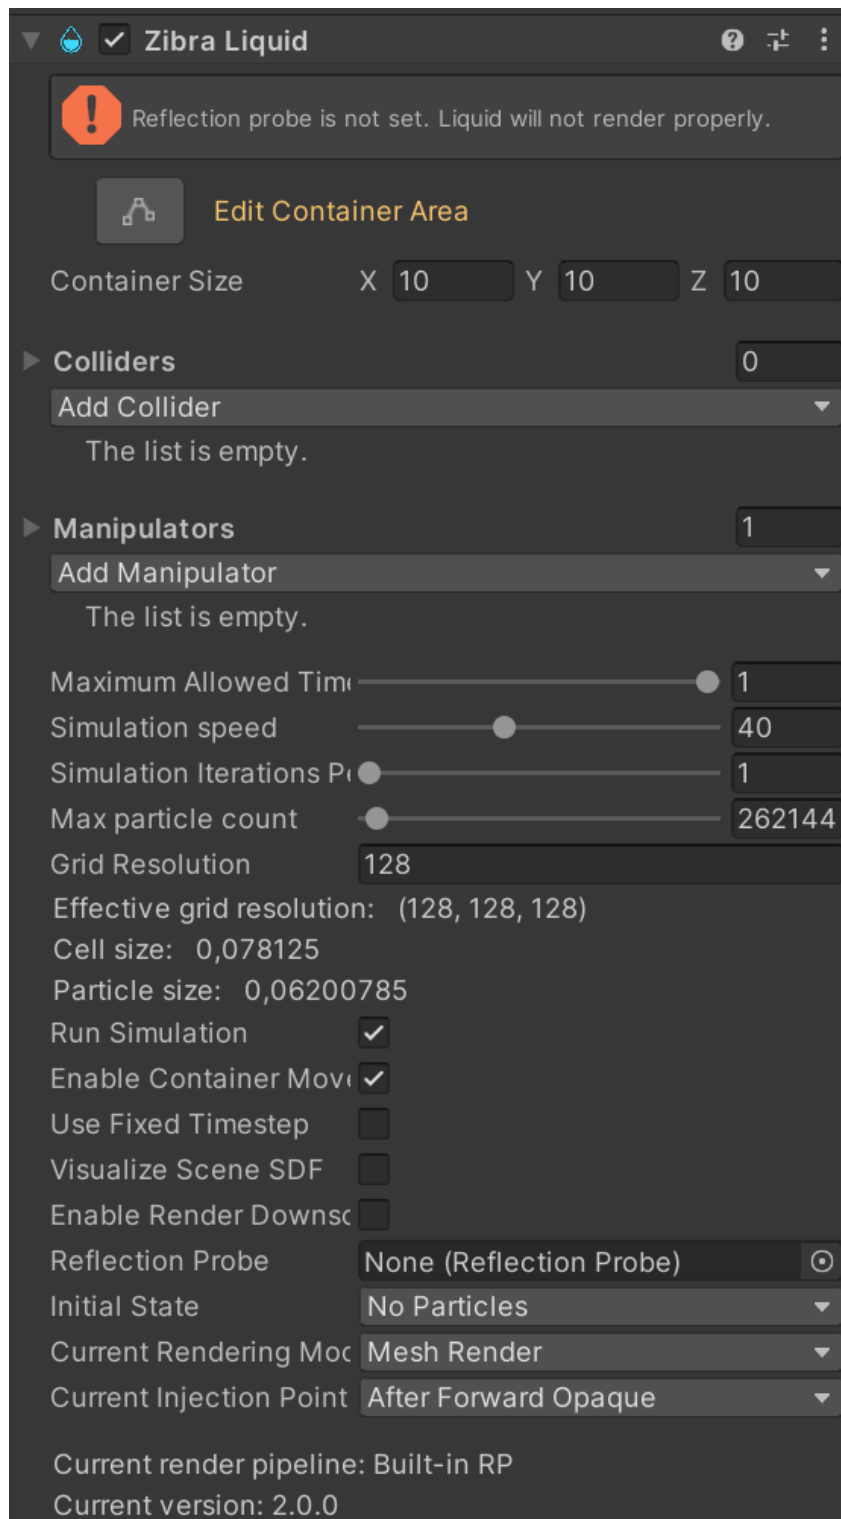 Zibra Liquid
Reflection probe is not set. Liquid will not render properly.
Edit Container Area
Container Size X 10 Y 10 Z 10
Colliders 0
Add Collider
The list is empty.
Manipulators 1
Add Manipulator
The list is empty.
Maximum Allowed Tim 1
Simulation speed 40
Simulation Iterations P 1
Max particle count 262144
Grid Resolution 128
Effective grid resolution: (128, 128, 128)
Cell size: 0,078125
Particle size: 0,06200785
Run Simulation
Enable Container Mov
Use Fixed Timestep
Visualize Scene SDF
Enable Render Downsc
Reflection Probe None (Reflection Probe)
Initial State No Particles
Current Rendering Moc Mesh Render
Current Injection Point After Forward Opaque
Current render pipeline: Built-in RP
Current version: 2.0.0